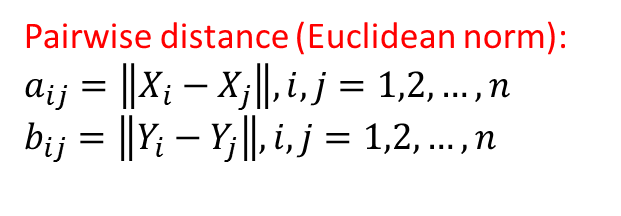 Pairwise distance (Euclidean norm):
aᵢⱼ = ‖Xᵢ − Xⱼ‖, i, j = 1,2, … , n
bᵢⱼ = ‖Yᵢ − Yⱼ‖, i, j = 1,2, … , n